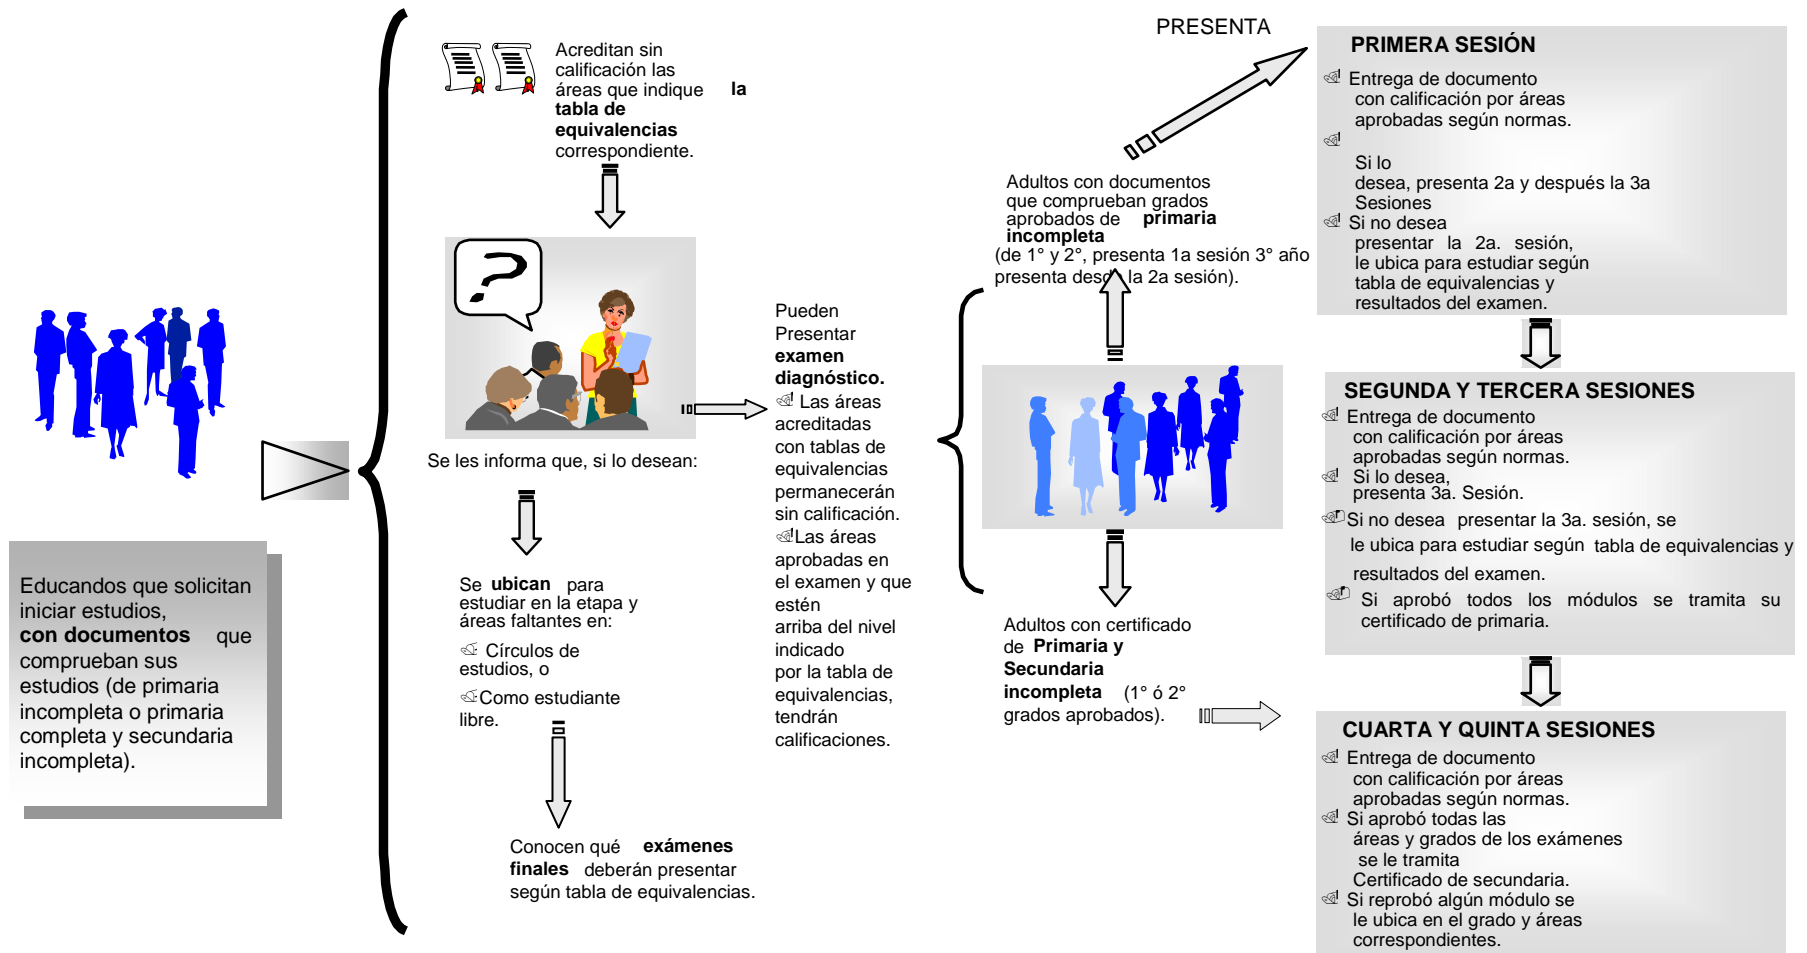 Educandos que solicitan
iniciar estudios,
con documentos que
comprueban sus
estudios (de primaria
incompleta o primaria
completa y secundaria
incompleta).
Acreditan sin
calificación las
áreas que indique la
tabla de
equivalencias
correspondiente.
?
Se les informa que, si lo desean:
Se ubican para
estudiar en la etapa y
áreas faltantes en:
Círculos de
estudios, o
Como estudiante
libre.
Conocen qué exámenes
finales deberán presentar
según tabla de equivalencias.
Pueden
Presentar
examen
diagnóstico.
Las áreas
acreditadas
con tablas de
equivalencias
permanecerán
sin calificación.
Las áreas
aprobadas en
el examen y que
estén
arriba del nivel
indicado
por la tabla de
equivalencias,
tendrán
calificaciones.
PRESENTA
Adultos con documentos
que comprueban grados
aprobados de primaria
incompleta
(de 1° y 2°, presenta 1a sesión 3° año
presenta desde la 2a sesión).
Adultos con certificado
de Primaria y
Secundaria
incompleta (1° ó 2°
grados aprobados).
PRIMERA SESIÓN
Entrega de documento
con calificación por áreas
aprobadas según normas.
Si lo
desea, presenta 2a y después la 3a
Sesiones
Si no desea
presentar la 2a. sesión,
le ubica para estudiar según
tabla de equivalencias y
resultados del examen.
SEGUNDA Y TERCERA SESIONES
Entrega de documento
con calificación por áreas
aprobadas según normas.
Si lo desea,
presenta 3a. Sesión.
Si no desea presentar la 3a. sesión, se
le ubica para estudiar según tabla de equivalencias y
resultados del examen.
Si aprobó todos los módulos se tramita su
certificado de primaria.
CUARTA Y QUINTA SESIONES
Entrega de documento
con calificación por áreas
aprobadas según normas.
Si aprobó todas las
áreas y grados de los exámenes
se le tramita
Certificado de secundaria.
Si reprobó algún módulo se
le ubica en el grado y áreas
correspondientes.